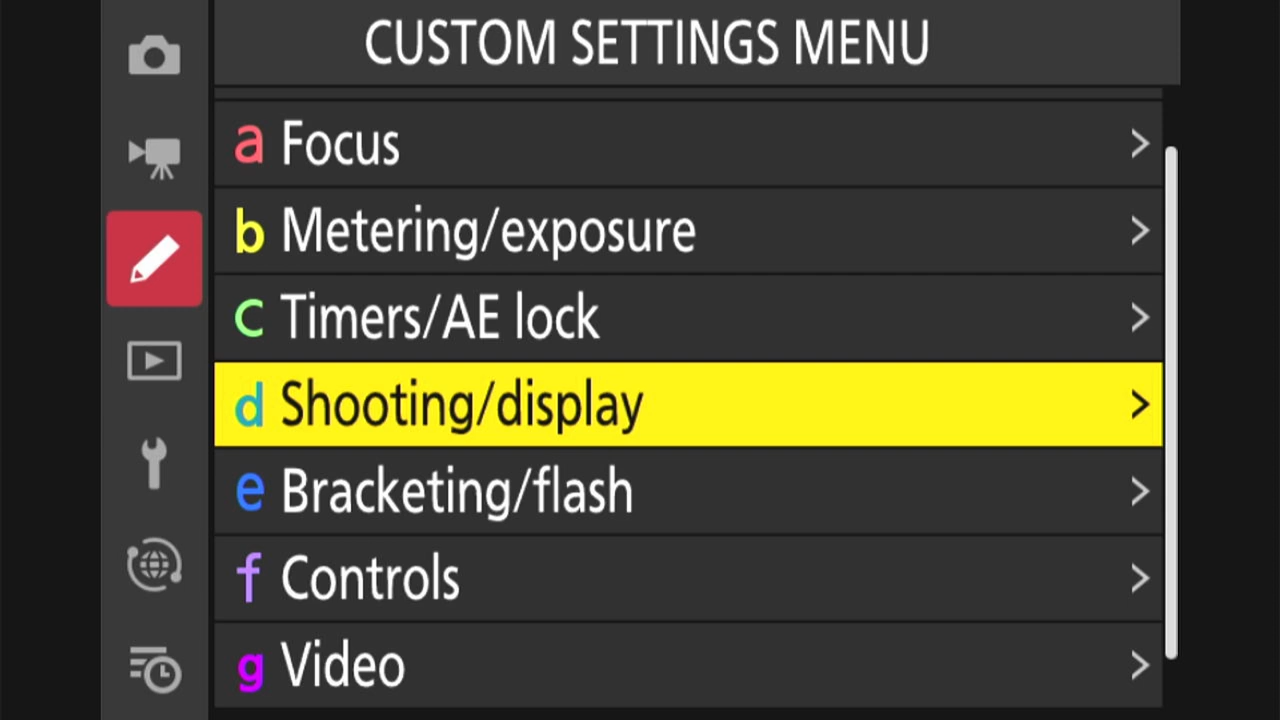 CUSTOM SETTINGS MENU
a Focus >
b Metering/exposure >
c Timers/AE lock >
d Shooting/display >
e Bracketing/flash >
f Controls >
g Video >